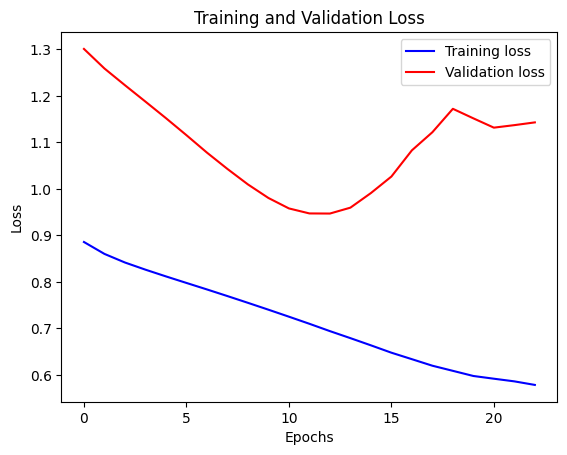 Training and Validation Loss
Training loss
Validation loss
1.3
1.2
1.1
1.0
0.9
0.8
0.7
0.6
Loss
0
5
10
15
20
Epochs